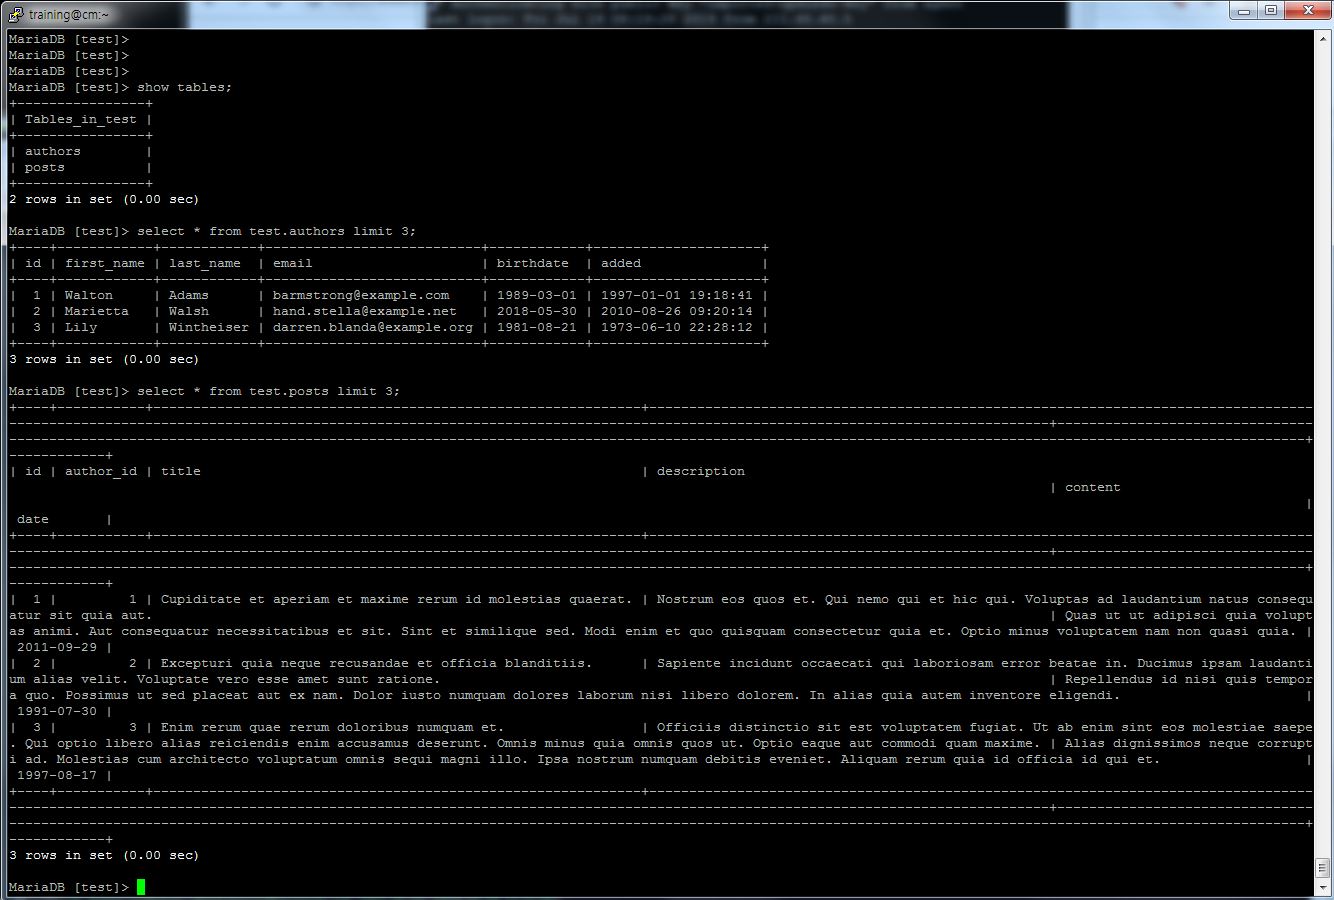 training@cm:~
MariaDB [test]>
MariaDB [test]>
MariaDB [test]>
MariaDB [test]> show tables;
+----------------+
| Tables_in_test |
+----------------+
| authors        |
| posts          |
+----------------+
2 rows in set (0.00 sec)
MariaDB [test]> select * from test.authors limit 3;
+----+------------+------------+---------------------------+------------+---------------------+
| id | first_name | last_name  | email                     | birthdate  | added               |
+----+------------+------------+---------------------------+------------+---------------------+
|  1 | Walton     | Adams      | barmstrong@example.com    | 1989-03-01 | 1997-01-01 19:18:41 |
|  2 | Marietta   | Walsh      | hand.stella@example.net   | 2018-05-30 | 2010-08-26 09:20:14 |
|  3 | Lily       | Wintheiser | darren.blanda@example.org | 1981-08-21 | 1973-06-10 22:28:12 |
+----+------------+------------+---------------------------+------------+---------------------+
3 rows in set (0.00 sec)
MariaDB [test]> select * from test.posts limit 3;
| id | author_id | title | description
| content
|
date |
|  1 |         1 | Cupiditate et aperiam et maxime rerum id molestias quaerat. | Nostrum eos quos et. Qui nemo qui et hic qui. Voluptas ad laudantium natus consequ
atur sit quia aut. | Quas ut ut adipisci quia volupt
as animi. Aut consequatur necessitatibus et sit. Sint et similique sed. Modi enim et quo quisquam consectetur quia et. Optio minus voluptatem nam non quasi quia. |
2011-09-29 |
|  2 |         2 | Excepturi quia neque recusandae et officia blanditiis. | Sapiente incidunt occaecati qui laboriosam error beatae in. Ducimus ipsam laudanti
um alias velit. Voluptate vero esse amet sunt ratione. | Repellendus id nisi quis tempor
a quo. Possimus ut sed placeat aut ex nam. Dolor iusto numquam dolores laborum nisi libero dolorem. In alias quia autem inventore eligendi. |
1991-07-30 |
|  3 |         3 | Enim rerum quae rerum doloribus numquam et. | Officiis distinctio sit est voluptatem fugiat. Ut ab enim sint eos molestiae saepe
. Qui optio libero alias reiciendis enim accusamus deserunt. Omnis minus quia omnis quos ut. Optio eaque aut commodi quam maxime. | Alias dignissimos neque corrupt
i ad. Molestias cum architecto voluptatum omnis sequi magni illo. Ipsa nostrum numquam debitis eveniet. Aliquam rerum quia id officia id qui et. |
1997-08-17 |
3 rows in set (0.00 sec)
MariaDB [test]>